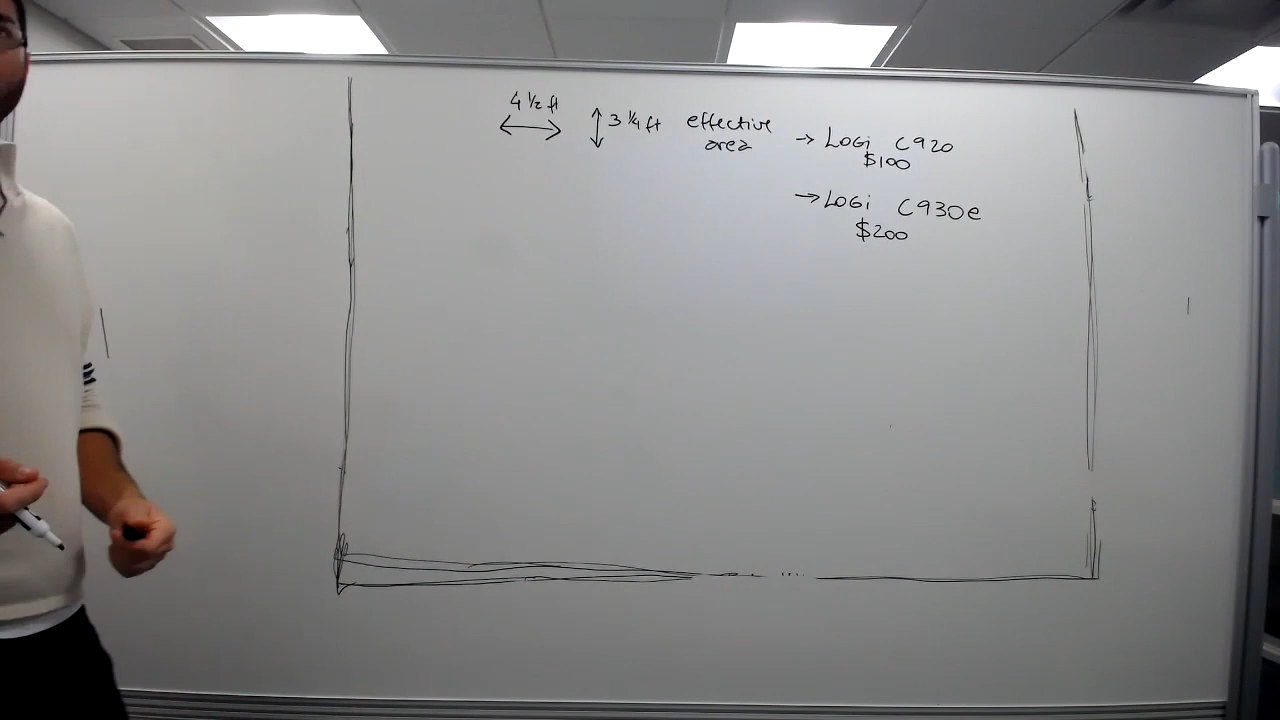 4 ½ ft
3 ¼ ft effective
area
→ Logi C920
$100
→ Logi C930e
$200